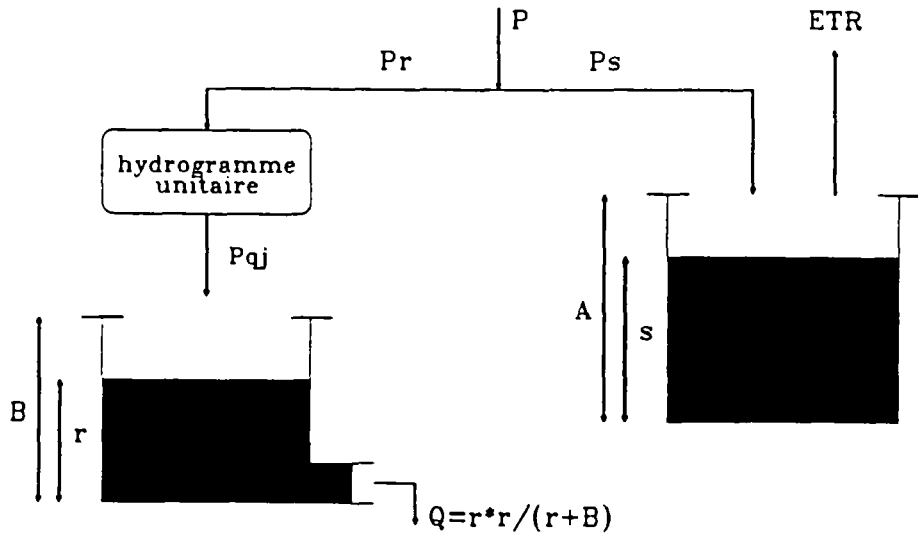 P
ETR
Pr
Ps
hydrogramme
unitaire
Pqj
A
s
B
r
Q=r*r/(r+B)